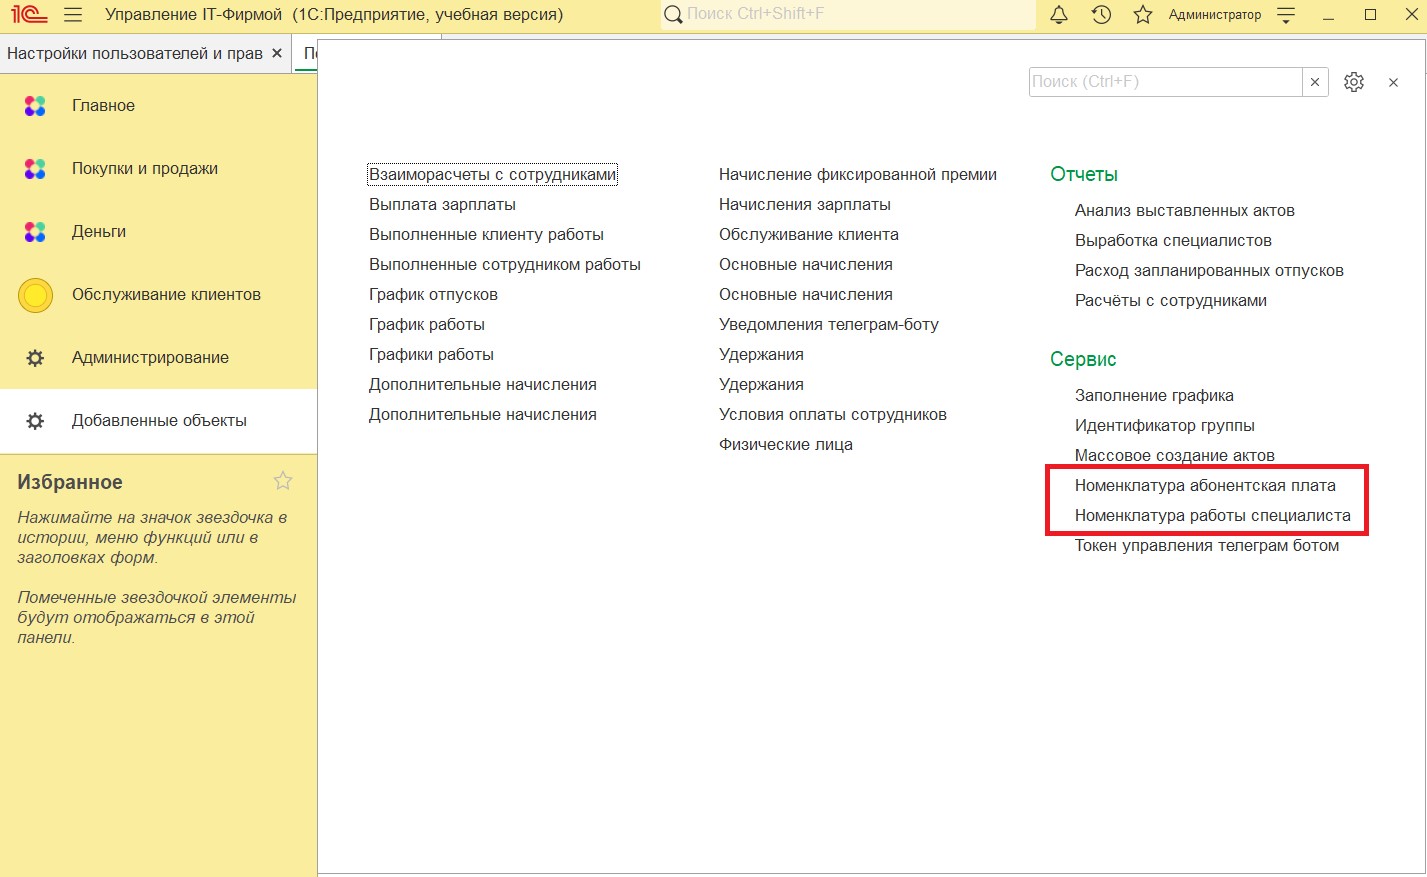 1С Управление IT-Фирмой (1С:Предприятие, учебная версия) Поиск Ctrl+Shift+F Администратор
Настройки пользователей и прав
Главное
Покупки и продажи
Деньги
Обслуживание клиентов
Администрирование
Добавленные объекты
Избранное
Нажимайте на значок звездочка в
истории, меню функций или в
заголовках форм.
Помеченные звездочкой элементы
будут отображаться в этой
панели.
Поиск (Ctrl+F)
Взаиморасчеты с сотрудниками
Выплата зарплаты
Выполненные клиенту работы
Выполненные сотрудником работы
График отпусков
График работы
Графики работы
Дополнительные начисления
Дополнительные начисления
Начисление фиксированной премии
Начисления зарплаты
Обслуживание клиента
Основные начисления
Основные начисления
Уведомления телеграм-боту
Удержания
Удержания
Условия оплаты сотрудников
Физические лица
Отчеты
Анализ выставленных актов
Выработка специалистов
Расход запланированных отпусков
Расчёты с сотрудниками
Сервис
Заполнение графика
Идентификатор группы
Массовое создание актов
Номенклатура абонентская плата
Номенклатура работы специалиста
Токен управления телеграм ботом